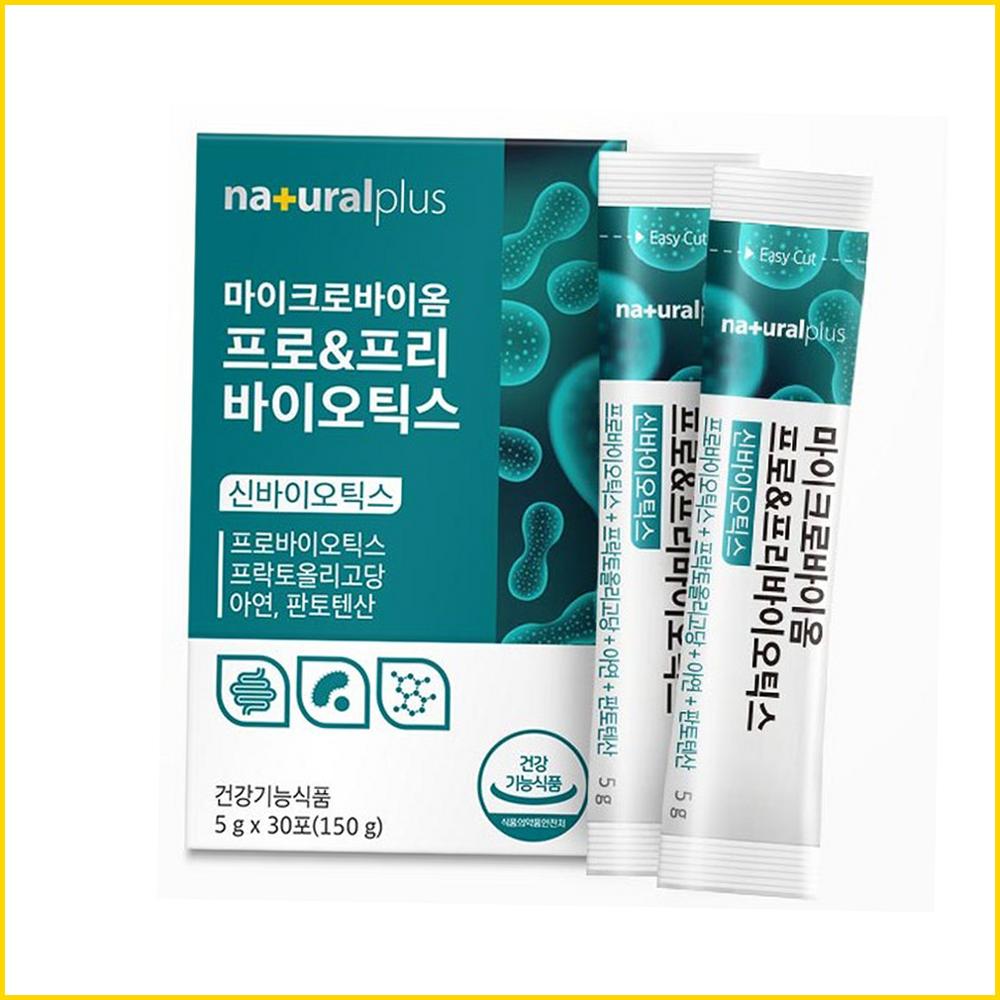 na+uralplus
마이크로바이옴
프로&프리
바이오틱스
신바이오틱스
프로바이오틱스
프락토올리고당
아연, 판토텐산
건강기능식품
5 g x 30포(150 g)
건강
기능식품
식품의약품안전처
Easy Cut
na+ural
프로&프리바이오틱스
신바이오틱스
프로바이오틱스 + 프락토올리고당 + 아연 + 판토텐산
5 g
Easy Cut
na+uralplus
마이크로바이옴
프로&프리바이오틱스
신바이오틱스
프로바이오틱스 + 프락토올리고당 + 아연 + 판토텐산
5 g